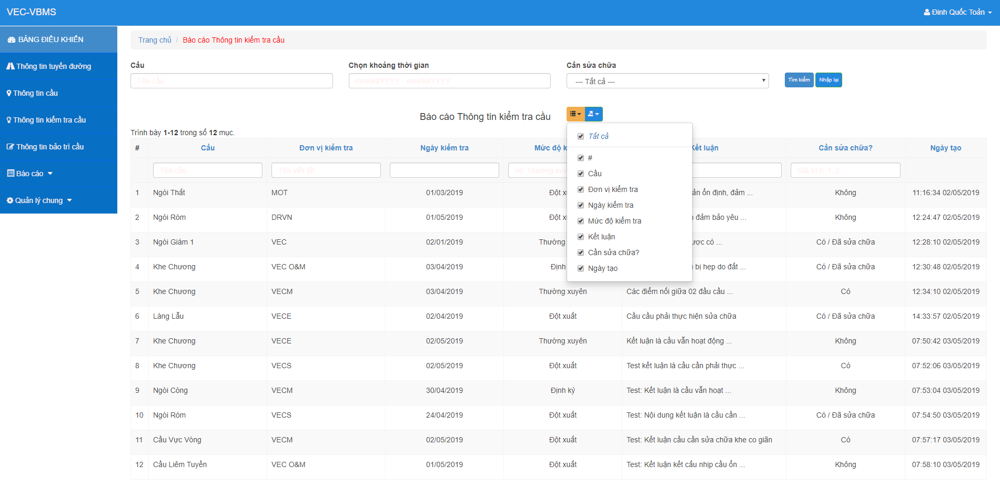 VEC-VBMS
Đinh Quốc Toản
BẢNG ĐIỀU KHIỂN
Thông tin tuyến đường
Thông tin cầu
Thông tin kiểm tra cầu
Thông tin bảo trì cầu
Báo cáo
Quản lý chung
Trang chủ / Báo cáo Thông tin kiểm tra cầu
Cầu Chọn khoảng thời gian Cần sửa chữa
Tên cầu mm/dd/YYYY - mm/dd/YYYY --- Tất cả --- Tìm kiếm Nhập lại
Báo cáo Thông tin kiểm tra cầu
Trình bày 1-12 trong số 12 mục.
# Cầu Đơn vị kiểm tra Ngày kiểm tra Mức độ k Kết luận Cần sửa chữa? Ngày tạo
Tên cầu Tên viết tắt vd: Thường xuy Giá trị 0, 1, 2
1 Ngòi Thắt MOT 01/03/2019 Đột x ản ổn định, đảm ... Không 11:16:34 02/05/2019
2 Ngòi Róm DRVN 01/05/2019 Đột x đảm bảo yêu ... Không 12:24:47 02/05/2019
3 Ngòi Giám 1 VEC 02/01/2019 Thường ược có ... Có / Đã sửa chữa 12:28:10 02/05/2019
4 Khe Chương VEC O&M 03/04/2019 Định bị hẹp do đất ... Có / Đã sửa chữa 12:30:48 02/05/2019
5 Khe Chương VECM 03/04/2019 Thường xuyên Các điểm nối giữa 02 đầu cầu ... Có 12:34:10 02/05/2019
6 Làng Lẫu VECE 02/04/2019 Đột xuất Cầu cầu phải thực hiện sửa chữa Có / Đã sửa chữa 14:33:57 02/05/2019
7 Khe Chương VECE 02/05/2019 Thường xuyên Kết luận là cầu vẫn hoạt động ... Không 07:50:42 03/05/2019
8 Khe Chương VECS 02/05/2019 Đột xuất Test kết luận là cầu cần phải thực ... Có 07:52:06 03/05/2019
9 Ngòi Còng VECM 30/04/2019 Định kỳ Test: Kết luận là cầu vẫn hoạt ... Không 07:53:04 03/05/2019
10 Ngòi Róm VECS 24/04/2019 Đột xuất Test: Nội dung kết luận là cầu cần ... Có / Đã sửa chữa 07:54:50 03/05/2019
11 Cầu Vực Vòng VECM 02/05/2019 Đột xuất Test: Kết luận cầu cần sửa chữa khe co giãn Có 07:57:17 03/05/2019
12 Cầu Liêm Tuyền VEC O&M 01/05/2019 Đột xuất Test: Kết luận kết cấu nhịp cầu ổn ... Không 07:58:10 03/05/2019
Tất cả
#
Cầu
Đơn vị kiểm tra
Ngày kiểm tra
Mức độ kiểm tra
Kết luận
Cần sửa chữa?
Ngày tạo